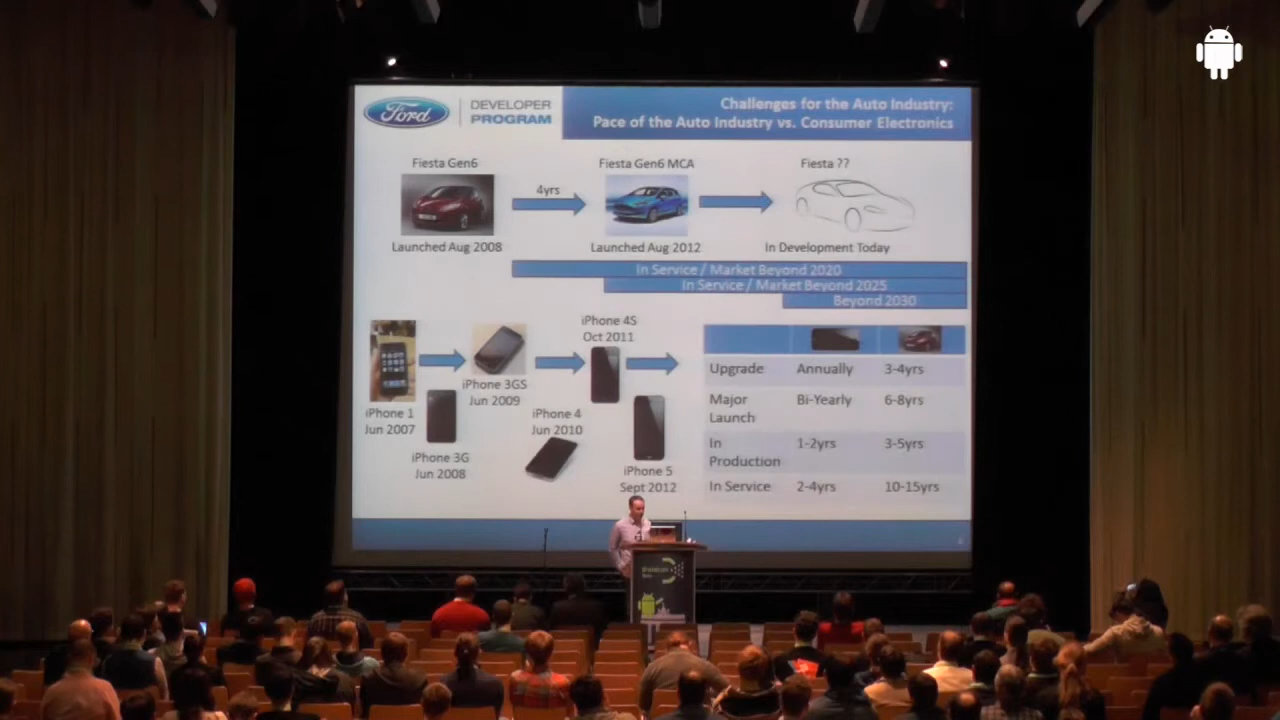 Ford
DEVELOPER
PROGRAM
Challenges for the Auto Industry:
Pace of the Auto Industry vs. Consumer Electronics
Fiesta Gen6
4yrs
Fiesta Gen6 MCA
Fiesta ??
Launched Aug 2008
Launched Aug 2012
In Development Today
In Service / Market Beyond 2020
In Service / Market Beyond 2025
Beyond 2030
iPhone 1
Jun 2007
iPhone 3G
Jun 2008
iPhone 3GS
Jun 2009
iPhone 4
Jun 2010
iPhone 4S
Oct 2011
iPhone 5
Sept 2012
Upgrade Annually 3-4yrs
Major Bi-Yearly 6-8yrs
Launch
In 1-2yrs 3-5yrs
Production
In Service 2-4yrs 10-15yrs